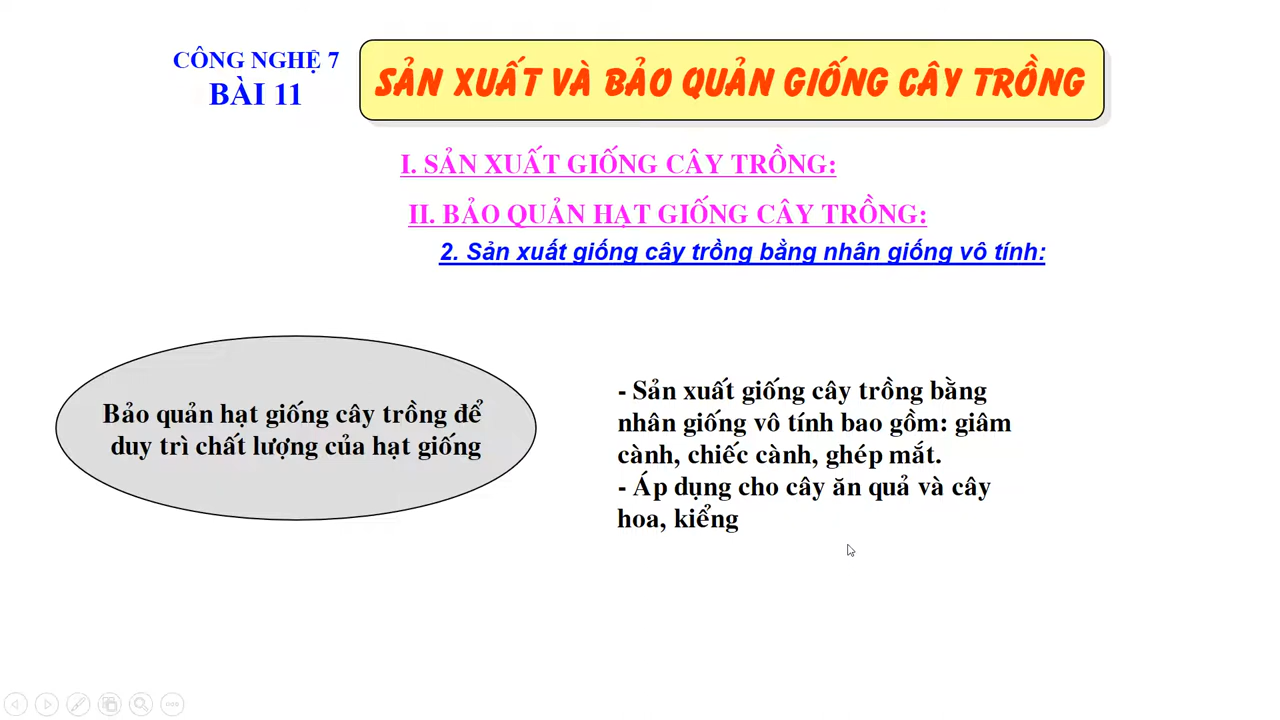 CÔNG NGHỆ 7
BÀI 11
SẢN XUẤT VÀ BẢO QUẢN GIỐNG CÂY TRỒNG
I. SẢN XUẤT GIỐNG CÂY TRỒNG:
II. BẢO QUẢN HẠT GIỐNG CÂY TRỒNG:
2. Sản xuất giống cây trồng bằng nhân giống vô tính:
Bảo quản hạt giống cây trồng để
duy trì chất lượng của hạt giống
- Sản xuất giống cây trồng bằng
nhân giống vô tính bao gồm: giâm
cành, chiếc cành, ghép mắt.
- Áp dụng cho cây ăn quả và cây
hoa, kiểng